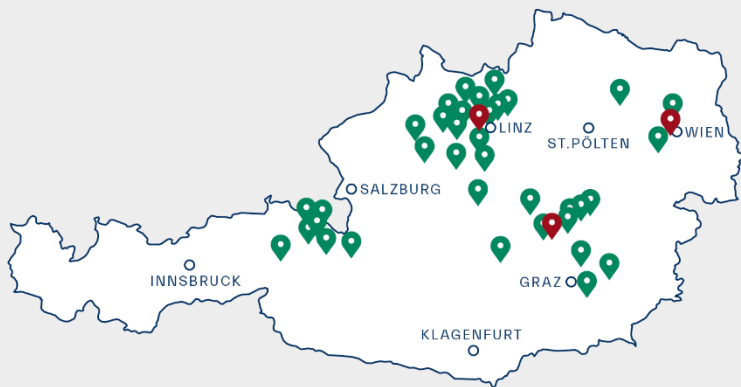 LINZ
ST.PÖLTEN
WIEN
SALZBURG
INNSBRUCK
GRAZ
KLAGENFURT